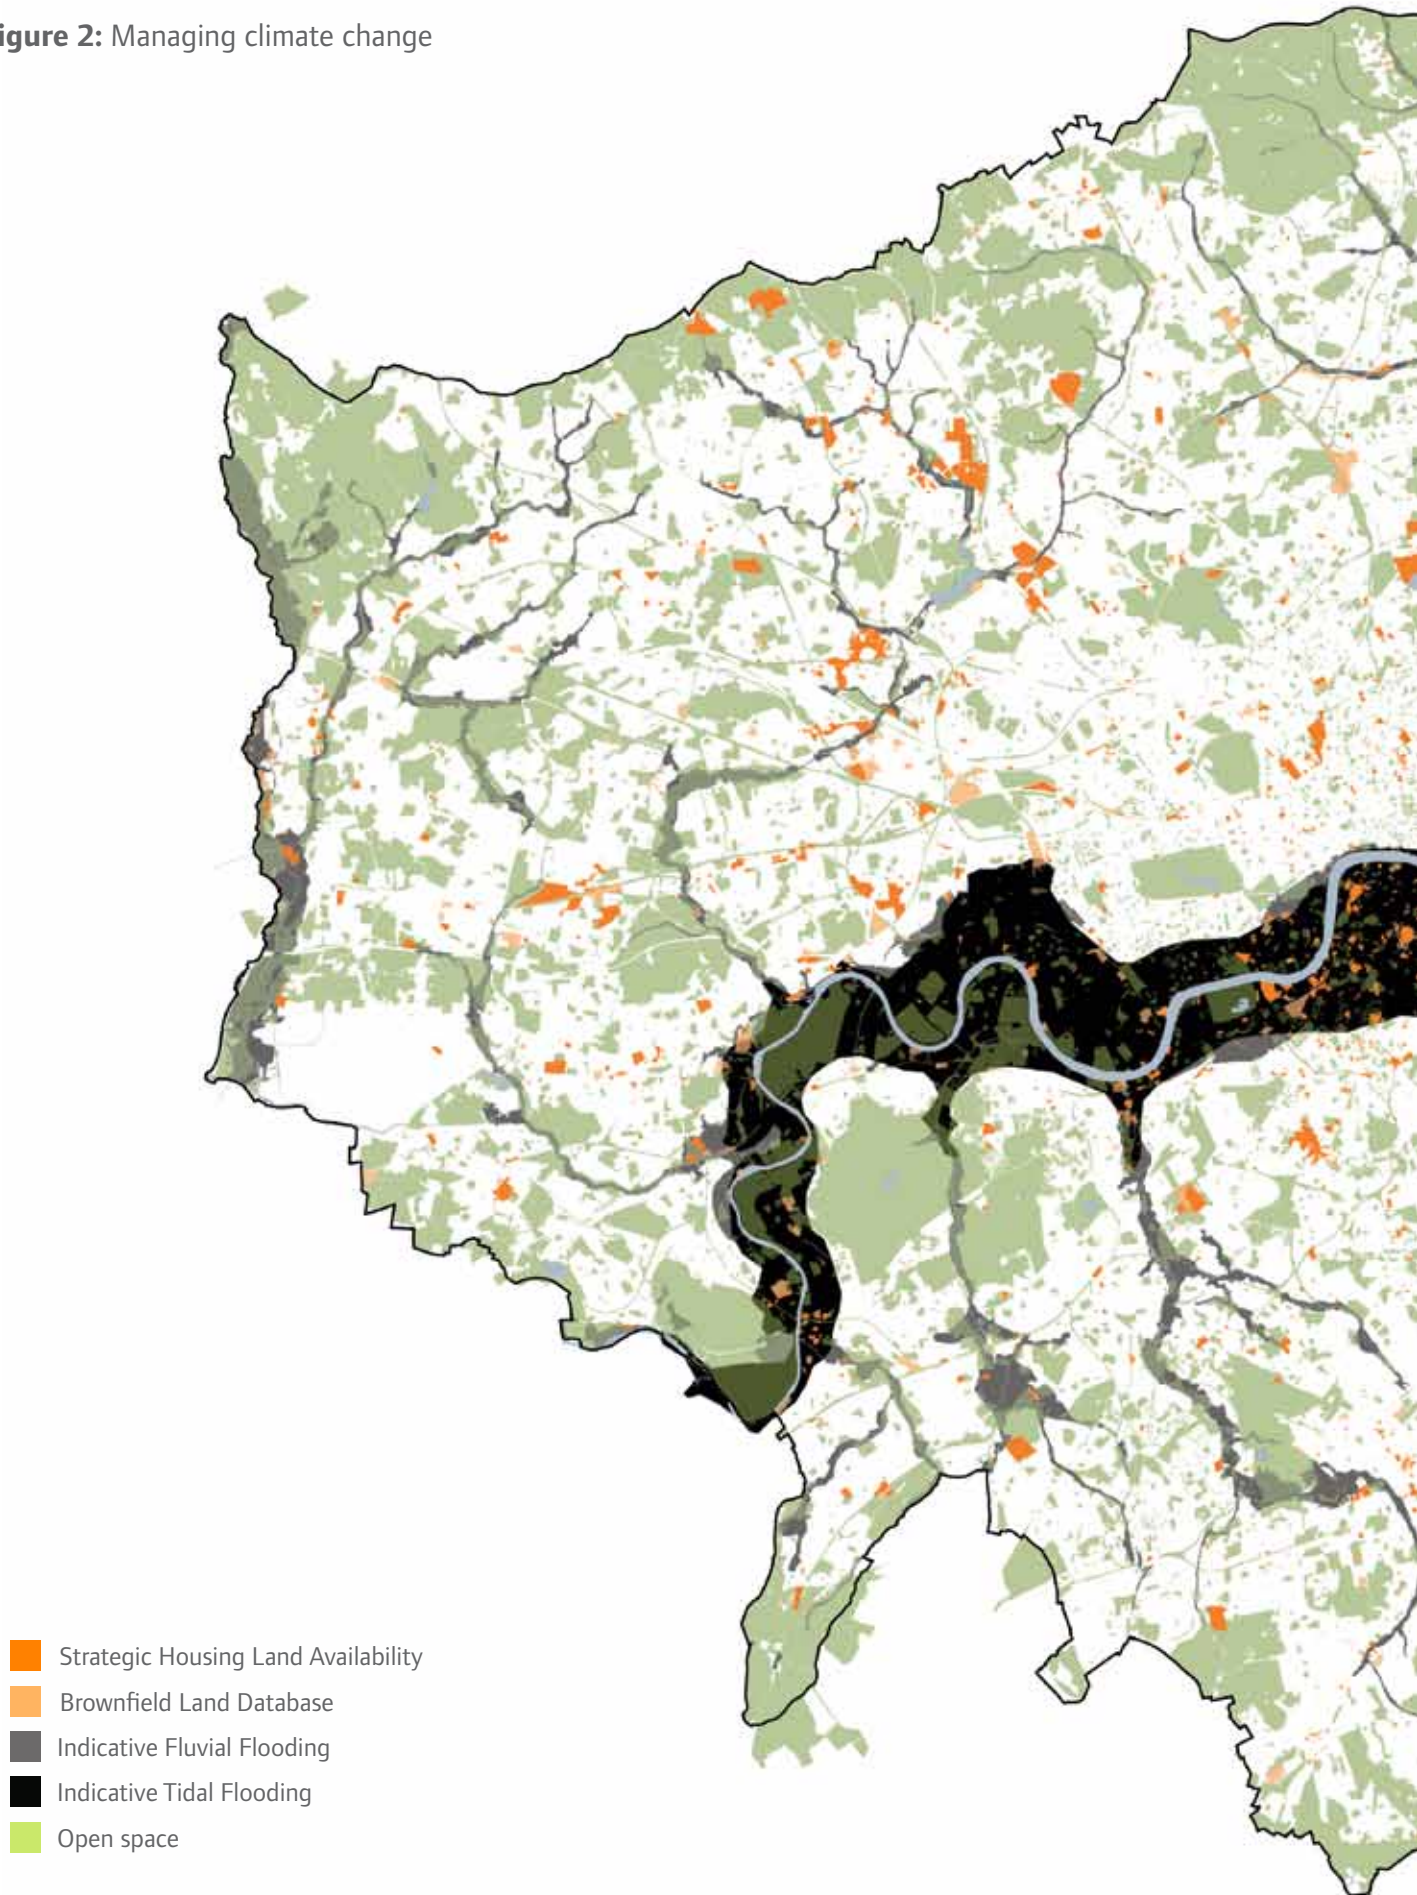 igure 2: Managing climate change
Strategic Housing Land Availability
Brownfield Land Database
Indicative Fluvial Flooding
Indicative Tidal Flooding
Open space